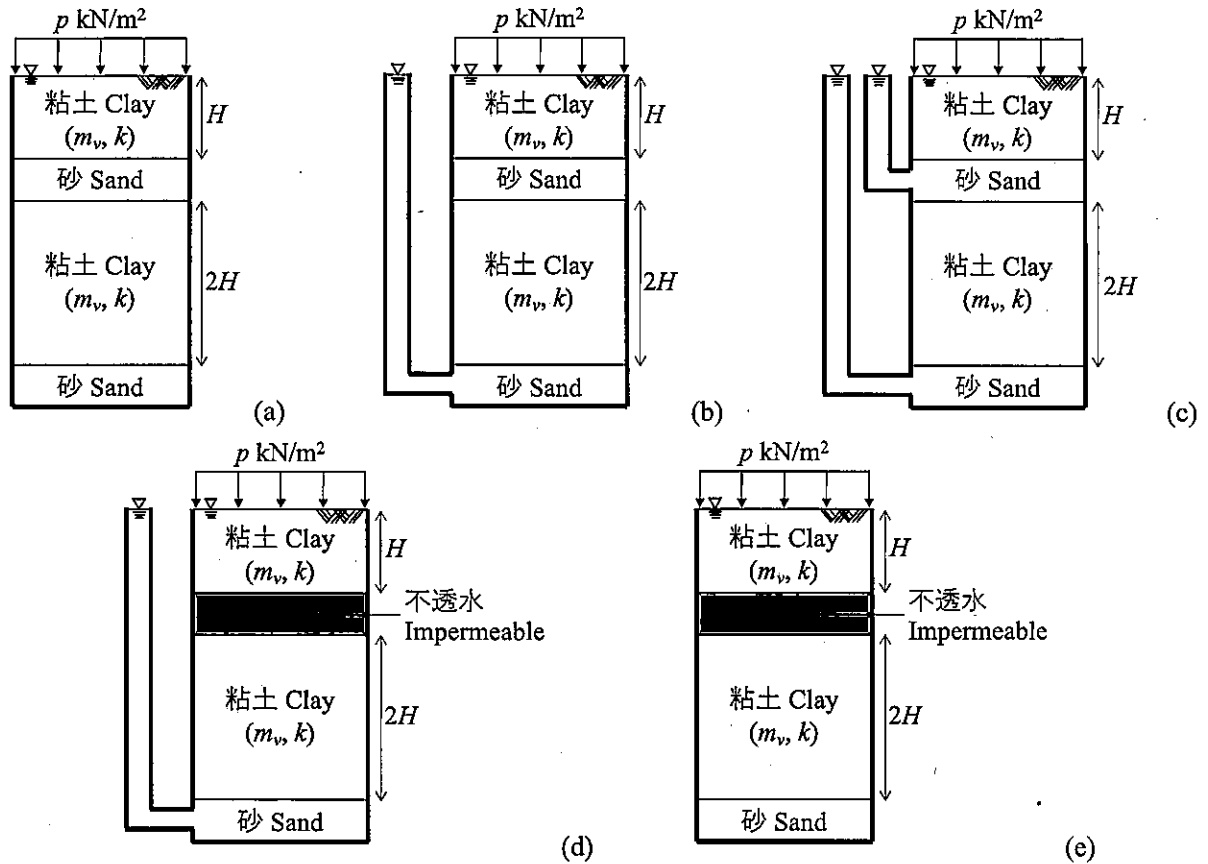 p kN/m²
粘土 Clay
(mᵥ, k)
H
砂 Sand
粘土 Clay
(mᵥ, k)
2H
砂 Sand
(a)
p kN/m²
粘土 Clay
(mᵥ, k)
H
砂 Sand
粘土 Clay
(mᵥ, k)
2H
砂 Sand
(b)
p kN/m²
粘土 Clay
(mᵥ, k)
H
砂 Sand
粘土 Clay
(mᵥ, k)
2H
砂 Sand
(c)
p kN/m²
粘土 Clay
(mᵥ, k)
H
不透水
Impermeable
粘土 Clay
(mᵥ, k)
2H
砂 Sand
(d)
p kN/m²
粘土 Clay
(mᵥ, k)
H
不透水
Impermeable
粘土 Clay
(mᵥ, k)
2H
砂 Sand
(e)